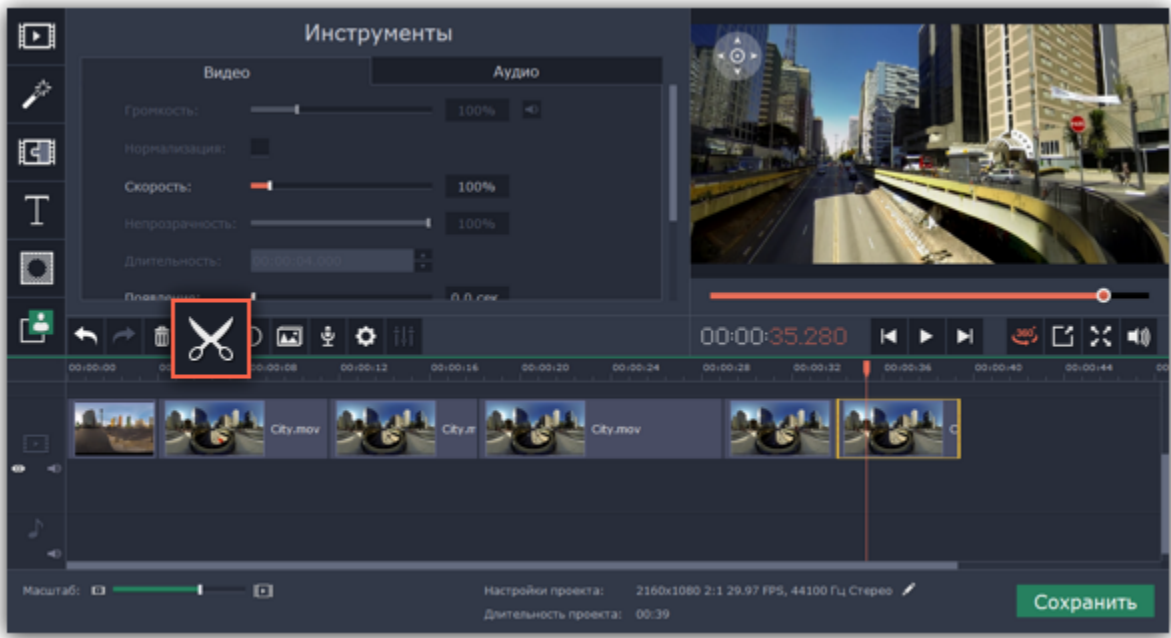 Инструменты
Видео
Аудио
Громкость:
100%
Нормализация:
Скорость:
100%
Непрозрачность:
100%
Длительность:
00:00:04.000
Появление:
0.0 сек
360°
T
00:00:35.280
00:00:00
00:00:08
00:00:12
00:00:16
00:00:20
00:00:24
00:00:28
00:00:32
00:00:36
00:00:40
00:00:44
00
City.mov
City.m
City.mov
C
Масштаб:
Настройки проекта:
2160x1080 2:1 29.97 FPS, 44100 Гц Стерео
Длительность проекта:
00:39
Сохранить